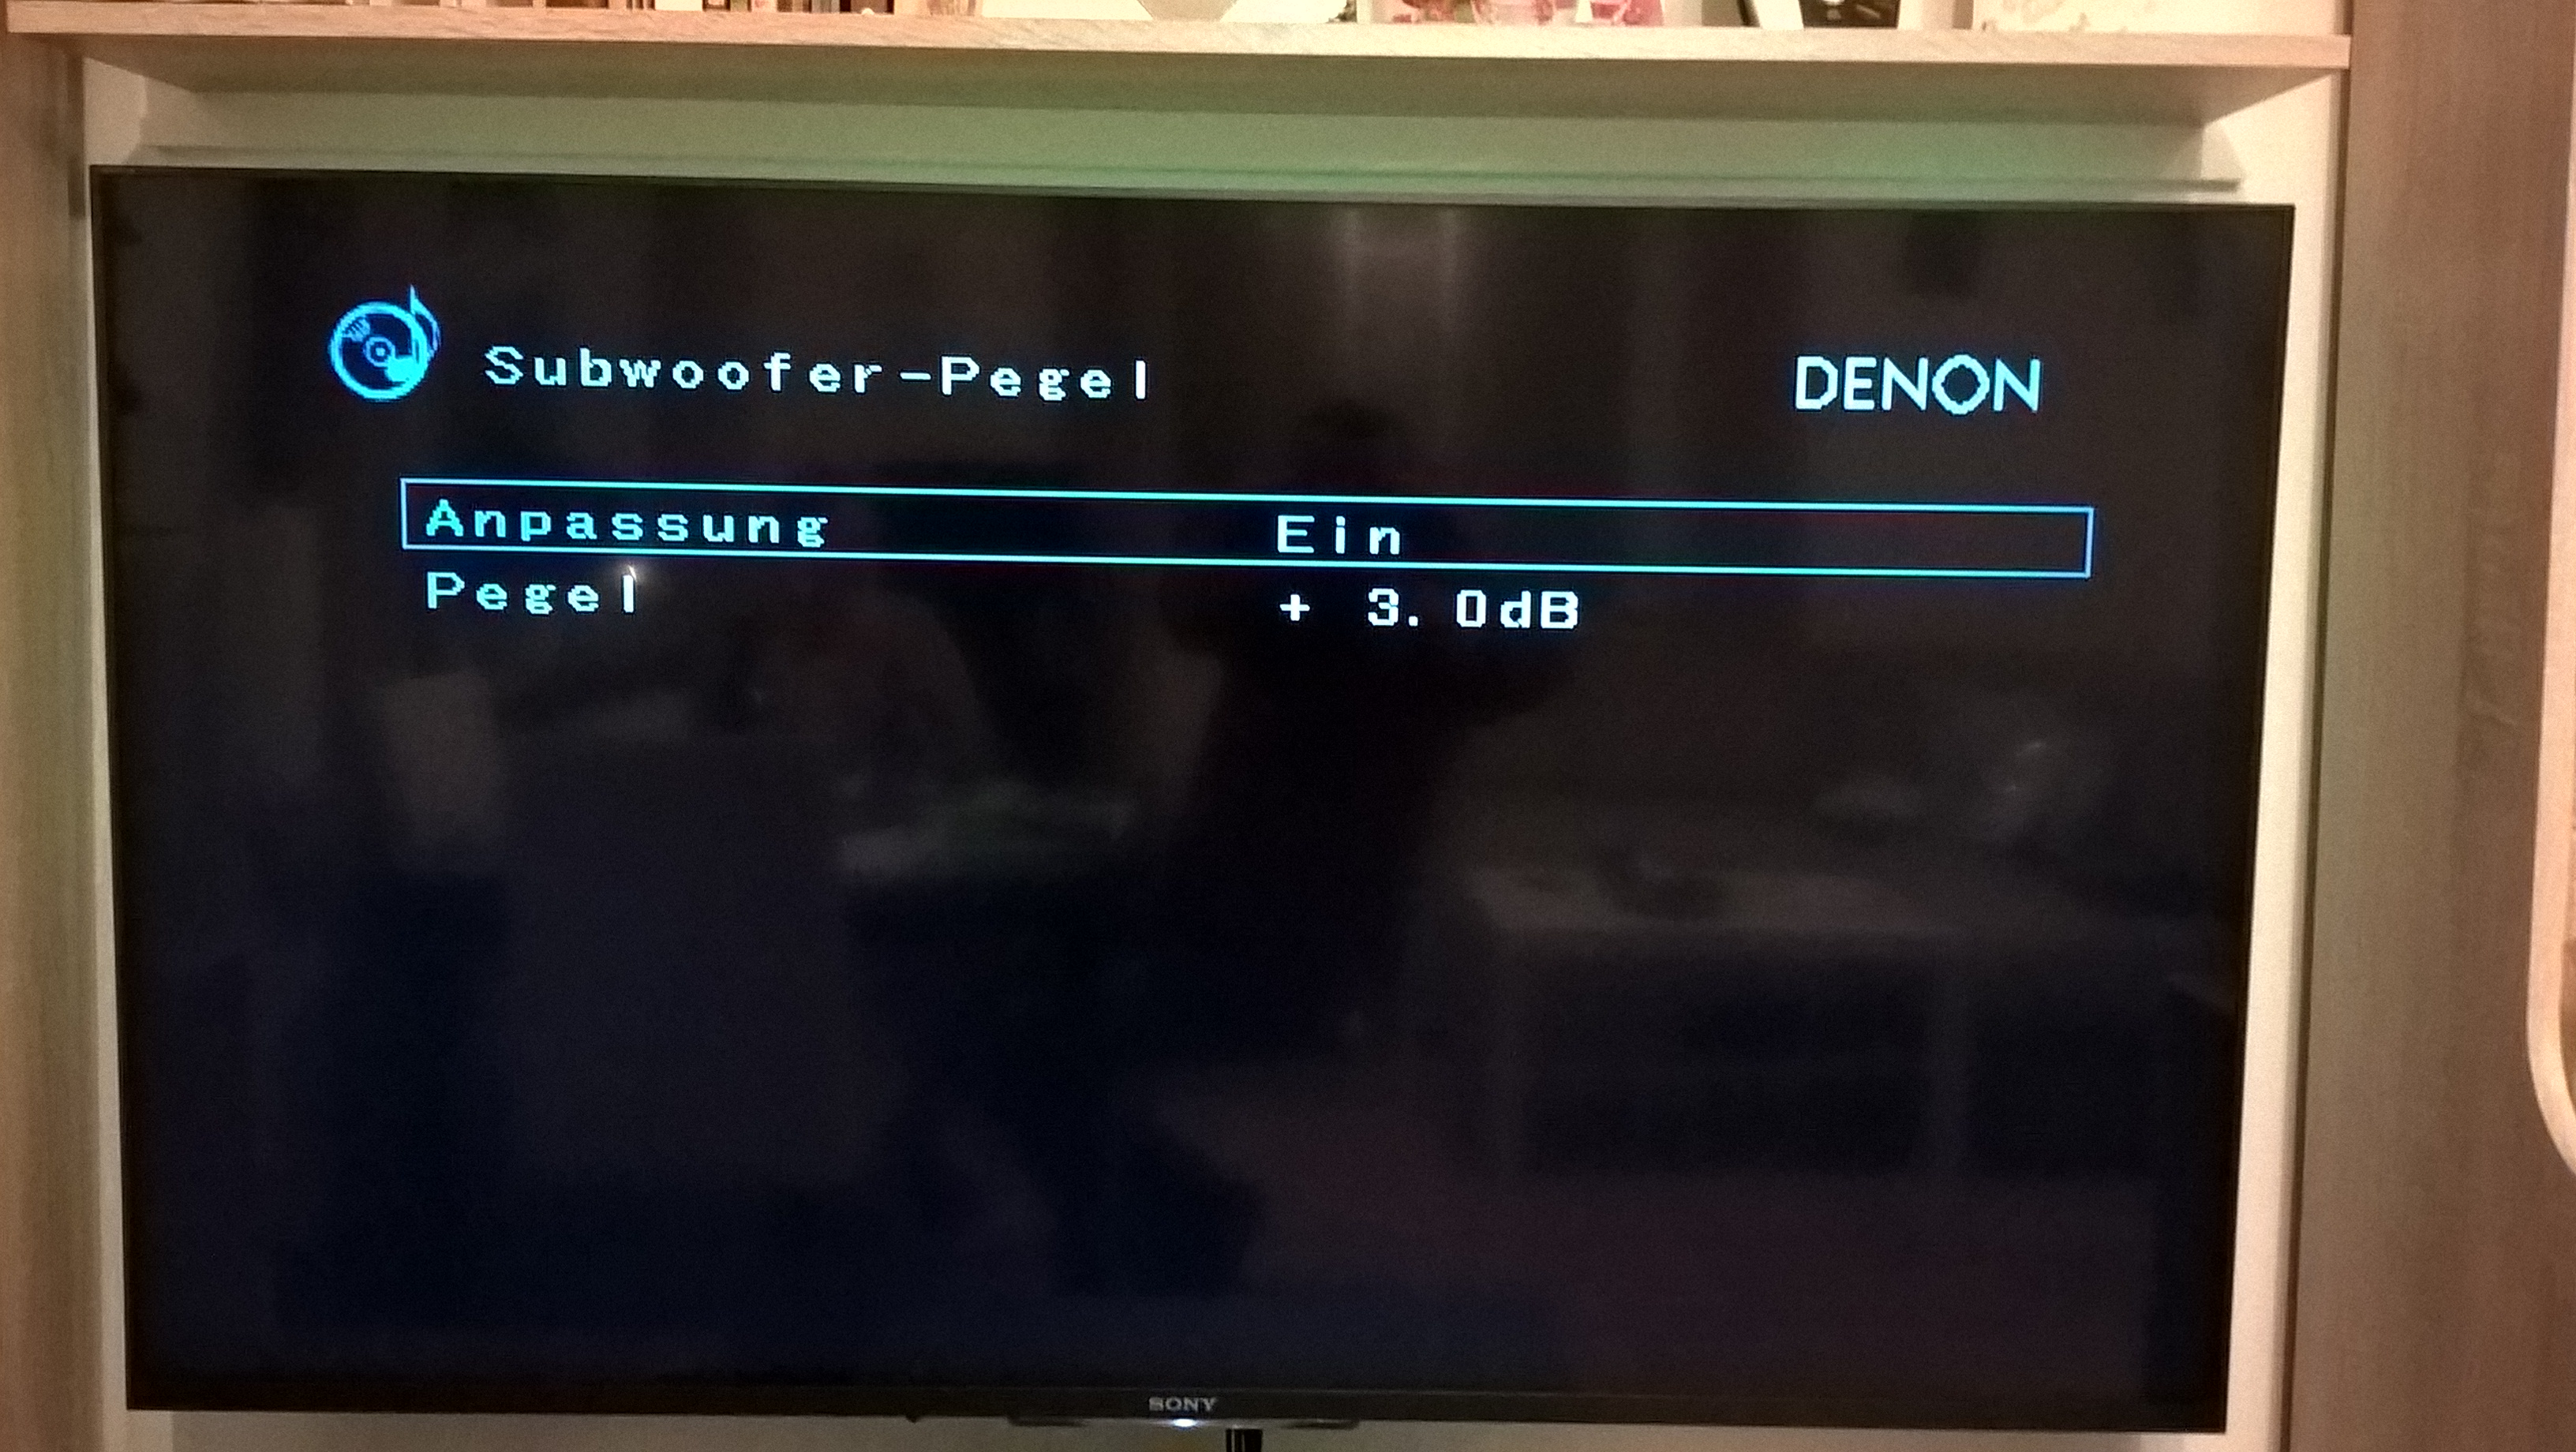 Subwoofer-Pegel
DENON
Anpassung Ein
Pegel + 3.0dB
SONY